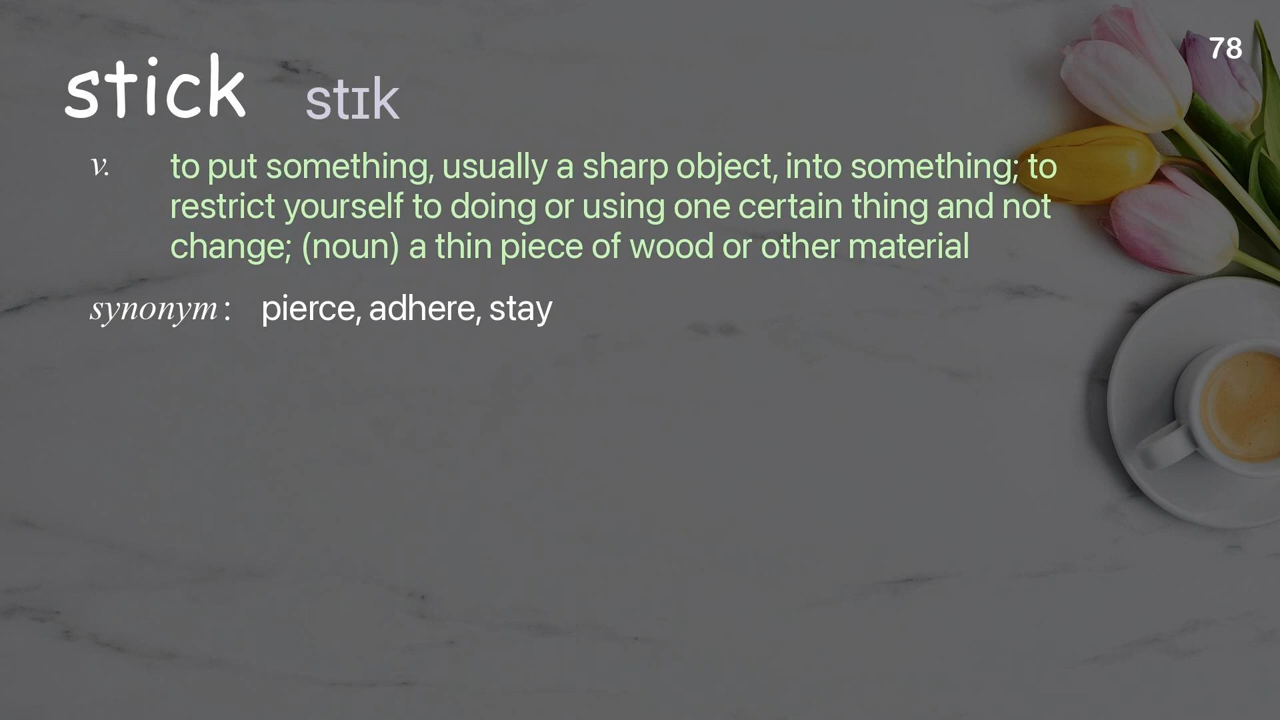 78
stick stɪk
v. to put something, usually a sharp object, into something; to
restrict yourself to doing or using one certain thing and not
change; (noun) a thin piece of wood or other material
synonym: pierce, adhere, stay